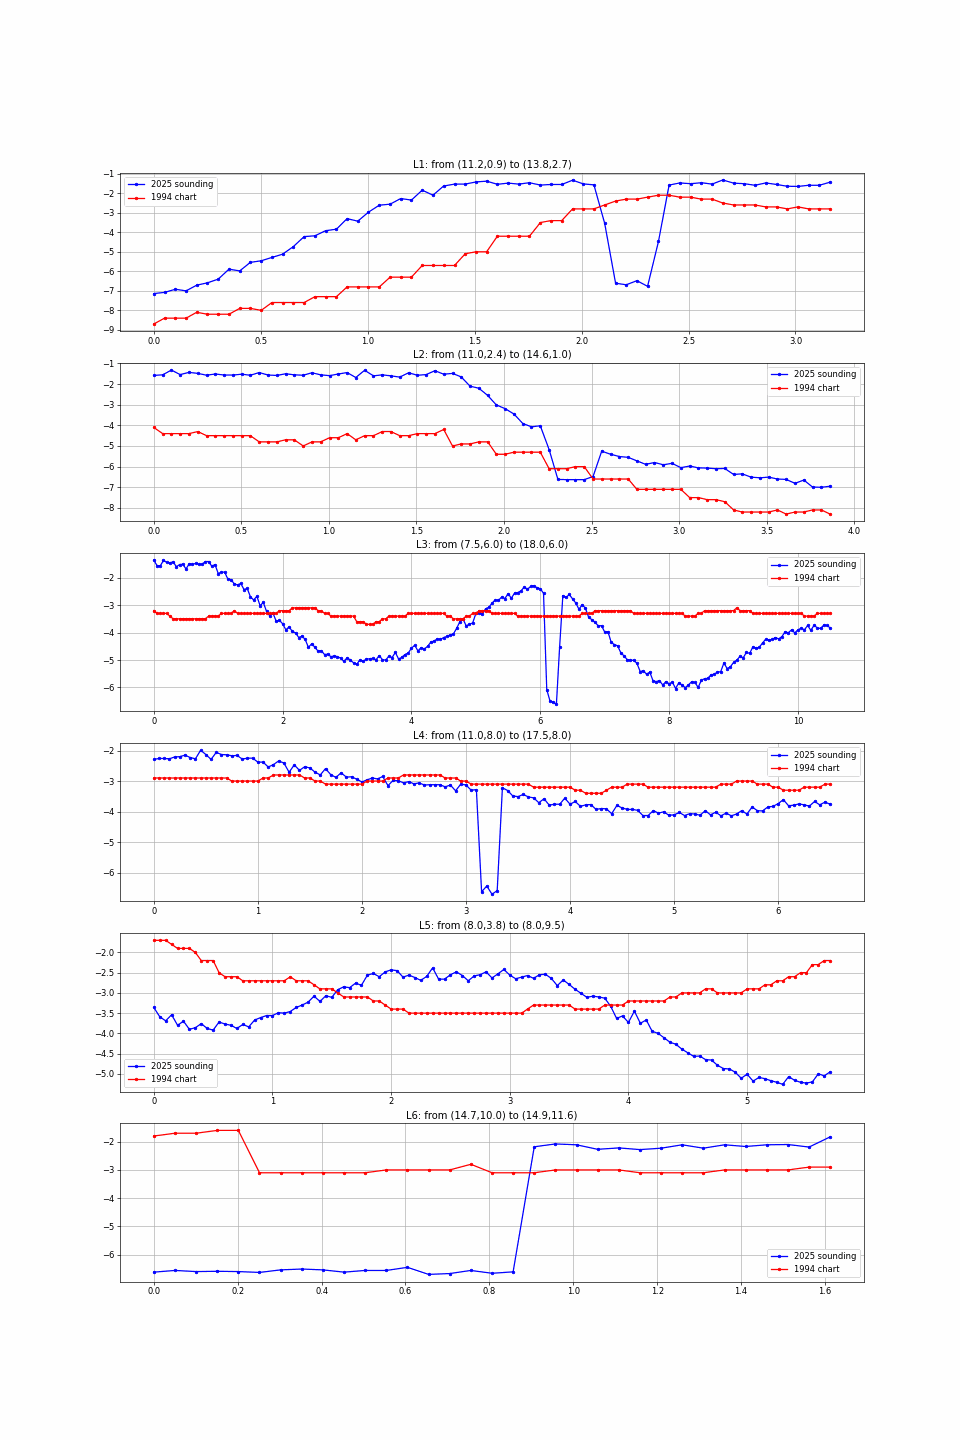 L1: from (11.2,0.9) to (13.8,2.7)
−1
−2
−3
−4
−5
−6
−7
−8
−9
2025 sounding
1994 chart
0.0 0.5 1.0 1.5 2.0 2.5 3.0
L2: from (11.0,2.4) to (14.6,1.0)
−1
−2
−3
−4
−5
−6
−7
−8
2025 sounding
1994 chart
0.0 0.5 1.0 1.5 2.0 2.5 3.0 3.5 4.0
L3: from (7.5,6.0) to (18.0,6.0)
−2
−3
−4
−5
−6
2025 sounding
1994 chart
0 2 4 6 8 10
L4: from (11.0,8.0) to (17.5,8.0)
−2
−3
−4
−5
−6
2025 sounding
1994 chart
0 1 2 3 4 5 6
L5: from (8.0,3.8) to (8.0,9.5)
−2.0
−2.5
−3.0
−3.5
−4.0
−4.5
−5.0
2025 sounding
1994 chart
0 1 2 3 4 5
L6: from (14.7,10.0) to (14.9,11.6)
−2
−3
−4
−5
−6
2025 sounding
1994 chart
0.0 0.2 0.4 0.6 0.8 1.0 1.2 1.4 1.6